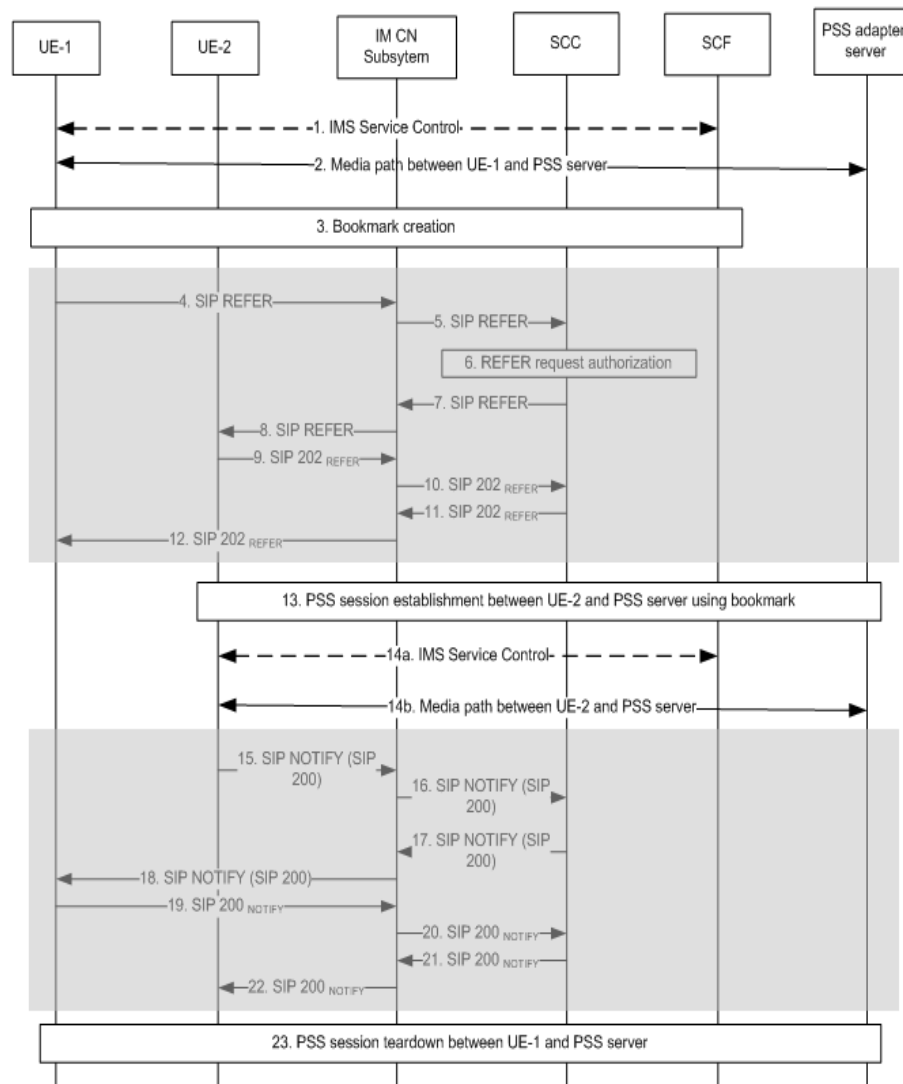 UE-1
UE-2
IM CN
Subsytem
SCC
SCF
PSS adapter
server
1. IMS Service Control
2. Media path between UE-1 and PSS server
3. Bookmark creation
4. SIP REFER
5. SIP REFER
6. REFER request authorization
7. SIP REFER
8. SIP REFER
9. SIP 202 REFER
10. SIP 202 REFER
11. SIP 202 REFER
12. SIP 202 REFER
13. PSS session establishment between UE-2 and PSS server using bookmark
14a. IMS Service Control
14b. Media path between UE-2 and PSS server
15. SIP NOTIFY (SIP
200)
16. SIP NOTIFY (SIP
200)
17. SIP NOTIFY (SIP
200)
18. SIP NOTIFY (SIP 200)
19. SIP 200 NOTIFY
20. SIP 200 NOTIFY
21. SIP 200 NOTIFY
22. SIP 200 NOTIFY
23. PSS session teardown between UE-1 and PSS server